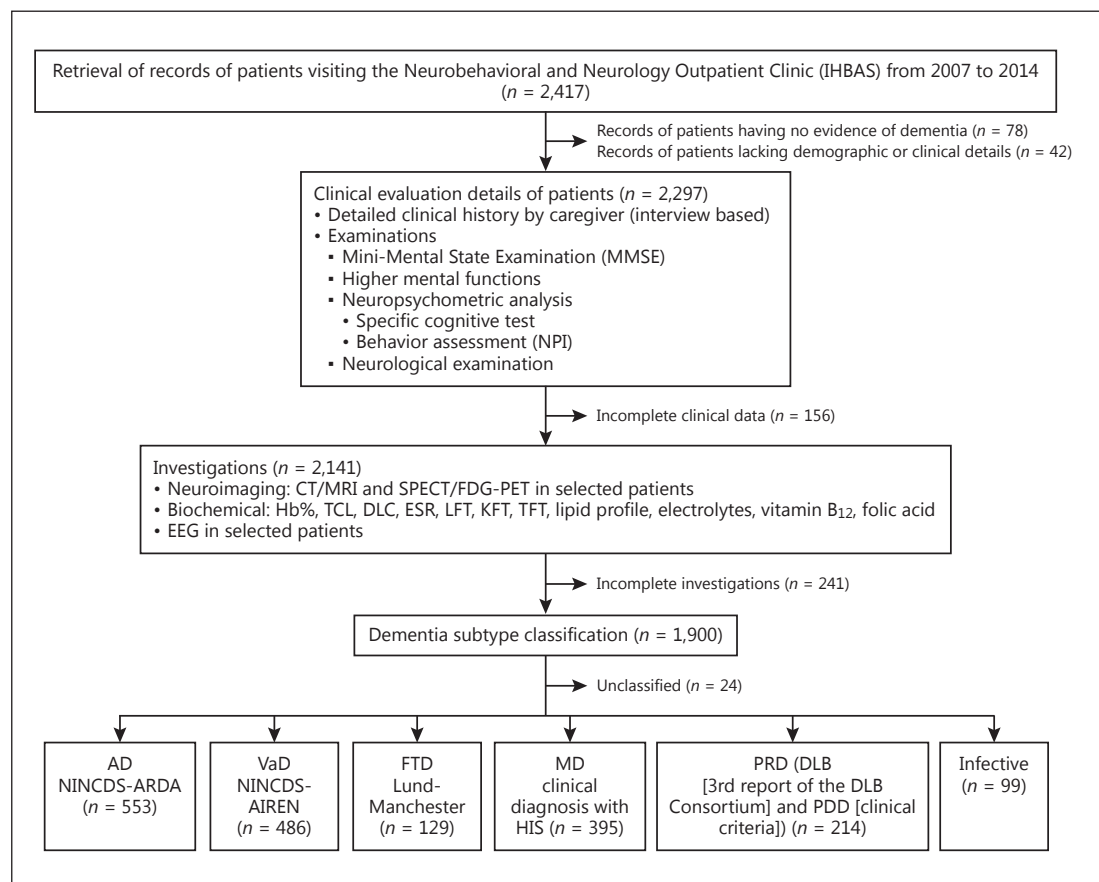 Retrieval of records of patients visiting the Neurobehavioral and Neurology Outpatient Clinic (IHBAS) from 2007 to 2014
(n = 2,417)
Records of patients having no evidence of dementia (n = 78)
Records of patients lacking demographic or clinical details (n = 42)
Clinical evaluation details of patients (n = 2,297)
• Detailed clinical history by caregiver (interview based)
• Examinations
▪ Mini-Mental State Examination (MMSE)
▪ Higher mental functions
▪ Neuropsychometric analysis
• Specific cognitive test
• Behavior assessment (NPI)
▪ Neurological examination
Incomplete clinical data (n = 156)
Investigations (n = 2,141)
• Neuroimaging: CT/MRI and SPECT/FDG-PET in selected patients
• Biochemical: Hb%, TCL, DLC, ESR, LFT, KFT, TFT, lipid profile, electrolytes, vitamin B₁₂, folic acid
• EEG in selected patients
Incomplete investigations (n = 241)
Dementia subtype classification (n = 1,900)
Unclassified (n = 24)
AD
NINCDS-ARDA
(n = 553)
VaD
NINCDS-
AIREN
(n = 486)
FTD
Lund-
Manchester
(n = 129)
MD
clinical
diagnosis with
HIS (n = 395)
PRD (DLB
[3rd report of the DLB
Consortium] and PDD [clinical
criteria]) (n = 214)
Infective
(n = 99)